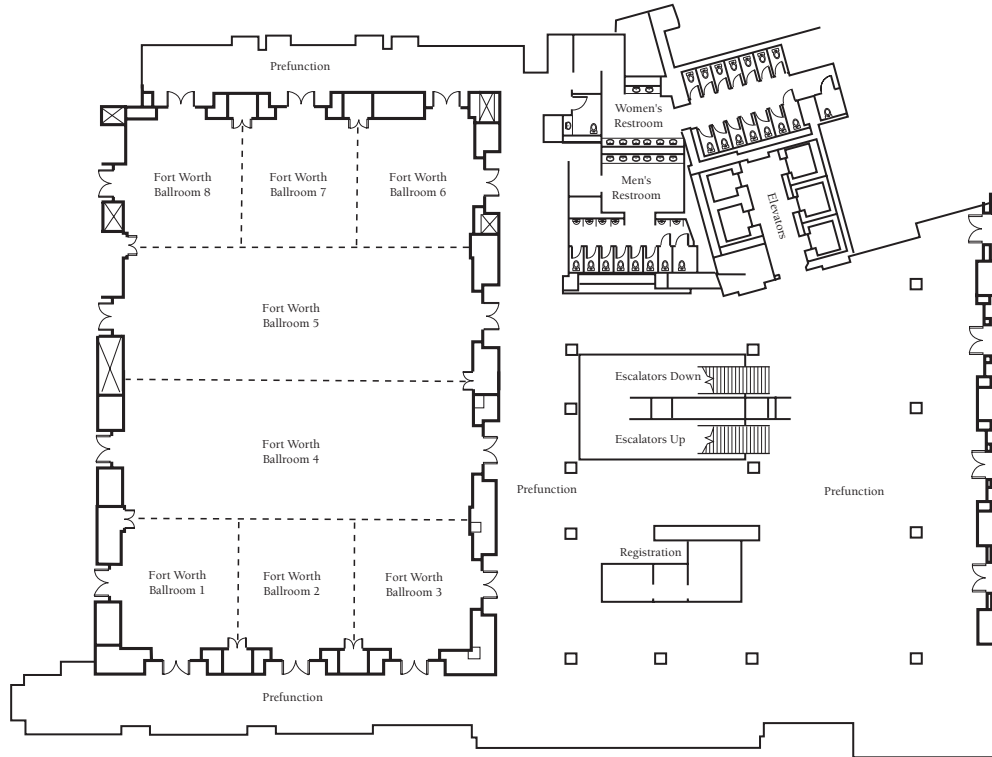 Prefunction
Women's
Restroom
Fort Worth
Ballroom 8
Fort Worth
Ballroom 7
Fort Worth
Ballroom 6
Men's
Restroom
Elevators
Fort Worth
Ballroom 5
Escalators Down
Fort Worth
Ballroom 4
Escalators Up
Prefunction
Prefunction
Registration
Fort Worth
Ballroom 1
Fort Worth
Ballroom 2
Fort Worth
Ballroom 3
Prefunction